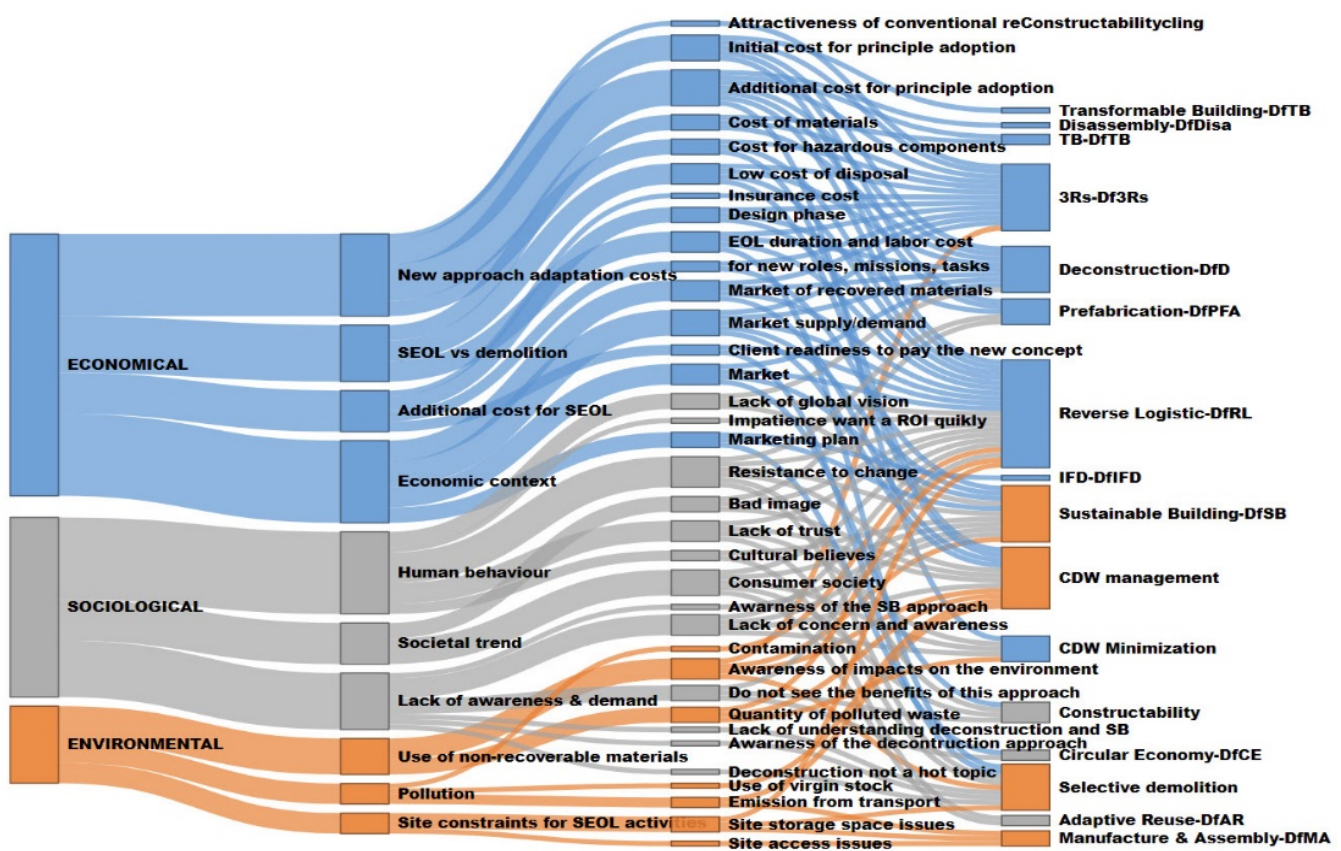 ECONOMICAL
SOCIOLOGICAL
ENVIRONMENTAL
New approach adaptation costs
SEOL vs demolition
Additional cost for SEOL
Economic context
Human behaviour
Societal trend
Lack of awareness & demand
Use of non-recoverable materials
Pollution
Site constraints for SEOL activities
Attractiveness of conventional reConstructabilitycling
Initial cost for principle adoption
Additional cost for principle adoption
Cost of materials
Cost for hazardous components
Low cost of disposal
Insurance cost
Design phase
EOL duration and labor cost
for new roles, missions, tasks
Market of recovered materials
Market supply/demand
Client readiness to pay the new concept
Market
Lack of global vision
Impatience want a ROI quikly
Marketing plan
Resistance to change
Bad image
Lack of trust
Cultural believes
Consumer society
Awarness of the SB approach
Lack of concern and awareness
Contamination
Awareness of impacts on the environment
Do not see the benefits of this approach
Quantity of polluted waste
Lack of understanding deconstruction and SB
Awarness of the decontruction approach
Deconstruction not a hot topic
Use of virgin stock
Emission from transport
Site storage space issues
Site access issues
Transformable Building-DfTB
Disassembly-DfDisa
TB-DfTB
3Rs-Df3Rs
Deconstruction-DfD
Prefabrication-DfPFA
Reverse Logistic-DfRL
IFD-DfIFD
Sustainable Building-DfSB
CDW management
CDW Minimization
Constructability
Circular Economy-DfCE
Selective demolition
Adaptive Reuse-DfAR
Manufacture & Assembly-DfMA